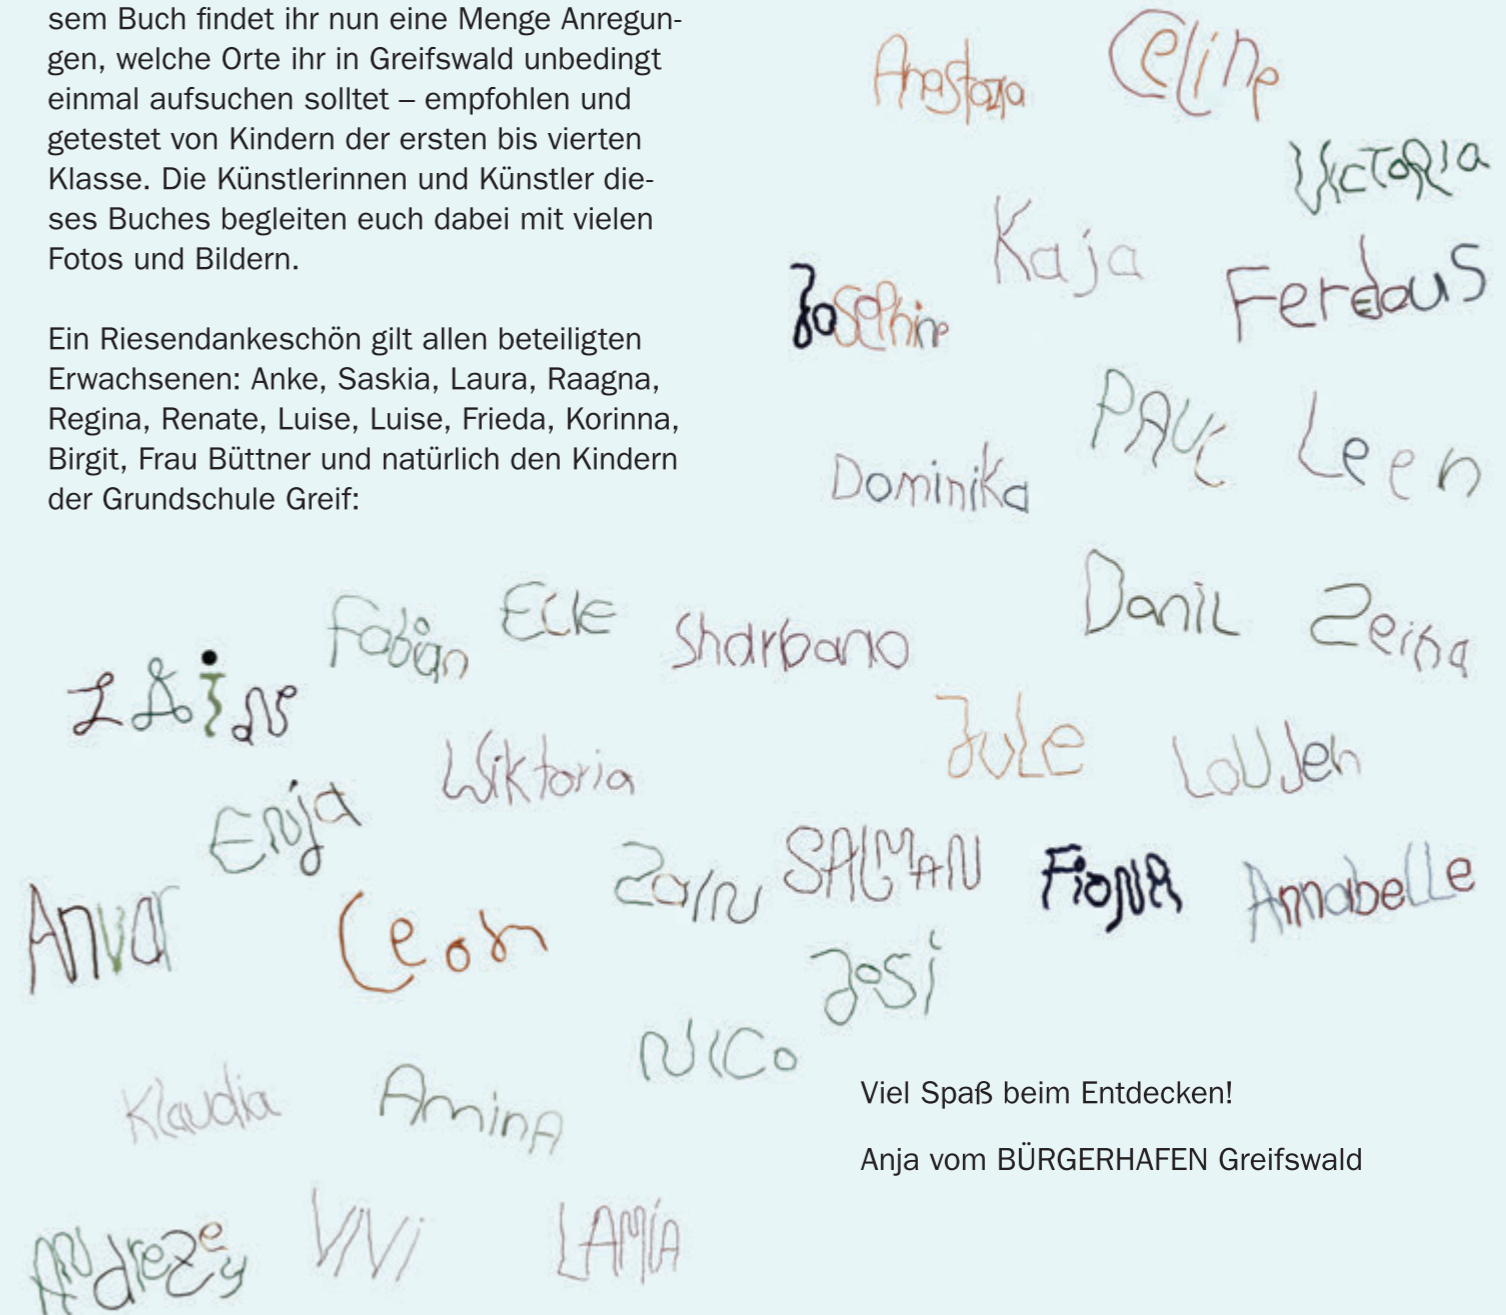 sem Buch findet ihr nun eine Menge Anregun-
gen, welche Orte ihr in Greifswald unbedingt
einmal aufsuchen solltet – empfohlen und
getestet von Kindern der ersten bis vierten
Klasse. Die Künstlerinnen und Künstler die-
ses Buches begleiten euch dabei mit vielen
Fotos und Bildern.
Ein Riesendankeschön gilt allen beteiligten
Erwachsenen: Anke, Saskia, Laura, Raagna,
Regina, Renate, Luise, Luise, Frieda, Korinna,
Birgit, Frau Büttner und natürlich den Kindern
der Grundschule Greif:
Celine
VICTORIA
Kaja
Ferdaus
Josephine
PAUL
Leen
Dominika
DaniL
Zeina
Fabian
Sharbano
JULE
LoUJeh
Wiktoria
ENja
SALMAN
FioNA
AnnabeLLe
Anvar
Leon
JoSi
NiCo
Klaudia
AminA
ViVi
LAMiA
Viel Spaß beim Entdecken!
Anja vom BÜRGERHAFEN Greifswald